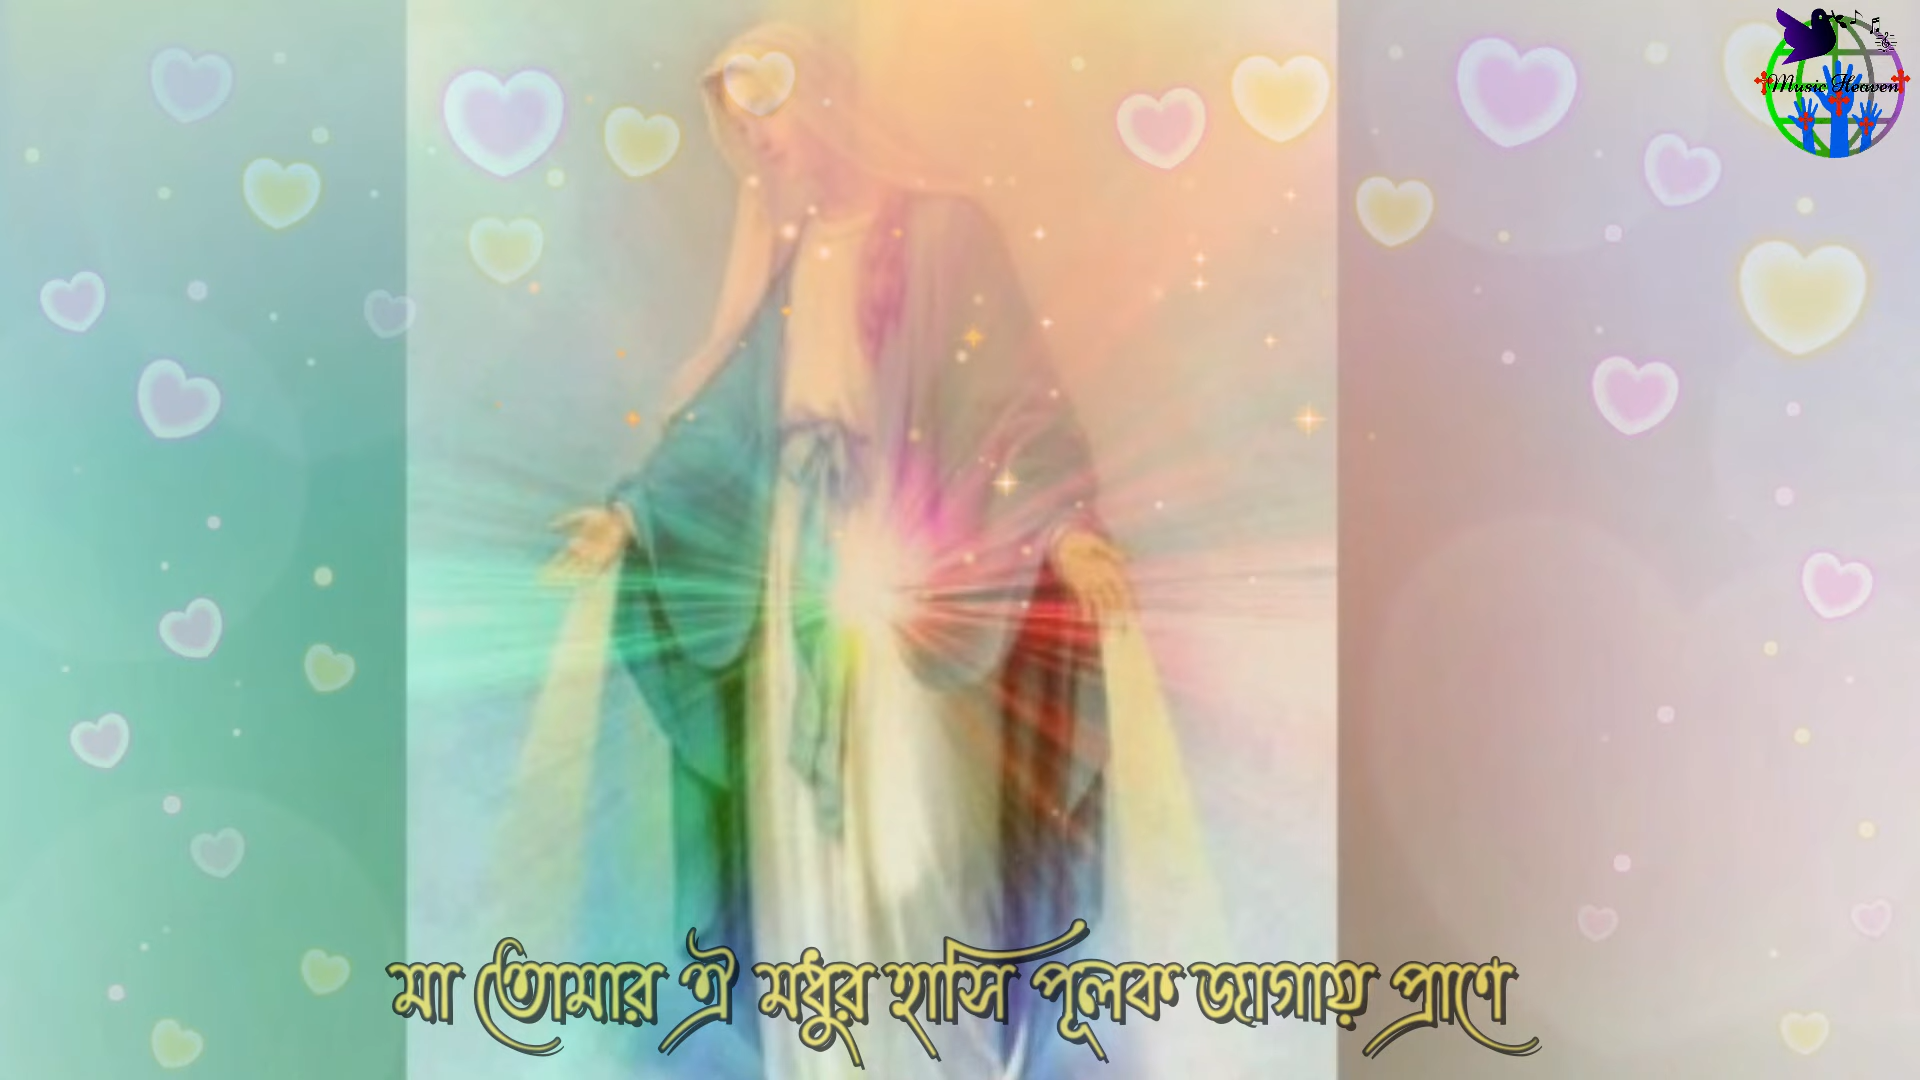 Music Heaven
মা তোমার ঐ মধুর হাসি পূলক জাগায় প্রাণে